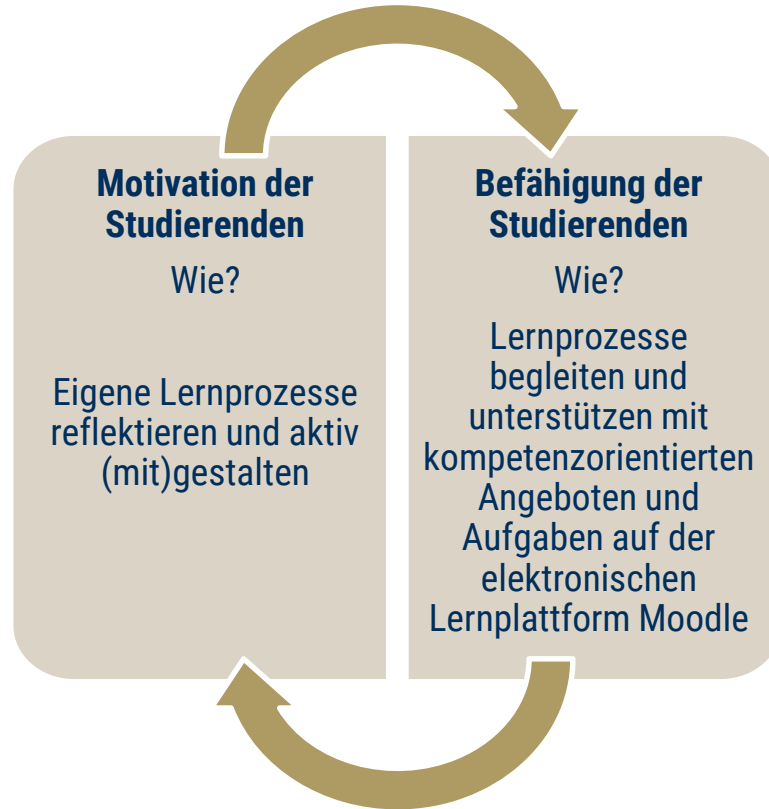 Motivation der
Studierenden
Wie?
Eigene Lernprozesse
reflektieren und aktiv
(mit)gestalten
Befähigung der
Studierenden
Wie?
Lernprozesse
begleiten und
unterstützen mit
kompetenzorientierten
Angeboten und
Aufgaben auf der
elektronischen
Lernplattform Moodle